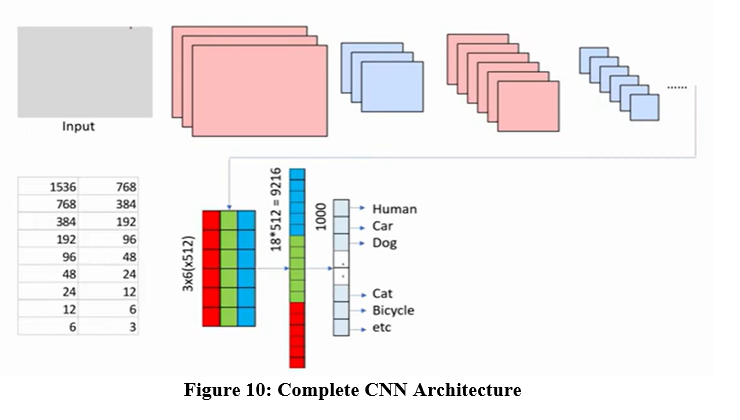 Input
......
1536 768
768 384
384 192
192 96
96 48
48 24
24 12
12 6
6 3
3x6(x512)
18*512 = 9216
1000
Human
Car
Dog
Cat
Bicycle
etc
Figure 10: Complete CNN Architecture